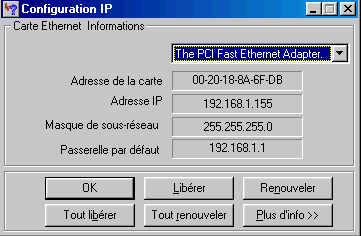 Configuration IP
Carte Ethernet Informations
The PCI Fast Ethernet Adapter.
Adresse de la carte 00-20-18-8A-6F-DB
Adresse IP 192.168.1.155
Masque de sous-réseau 255.255.255.0
Passerelle par défaut 192.168.1.1
OK Libérer Renouveler
Tout libérer Tout renouveler Plus d'info >>